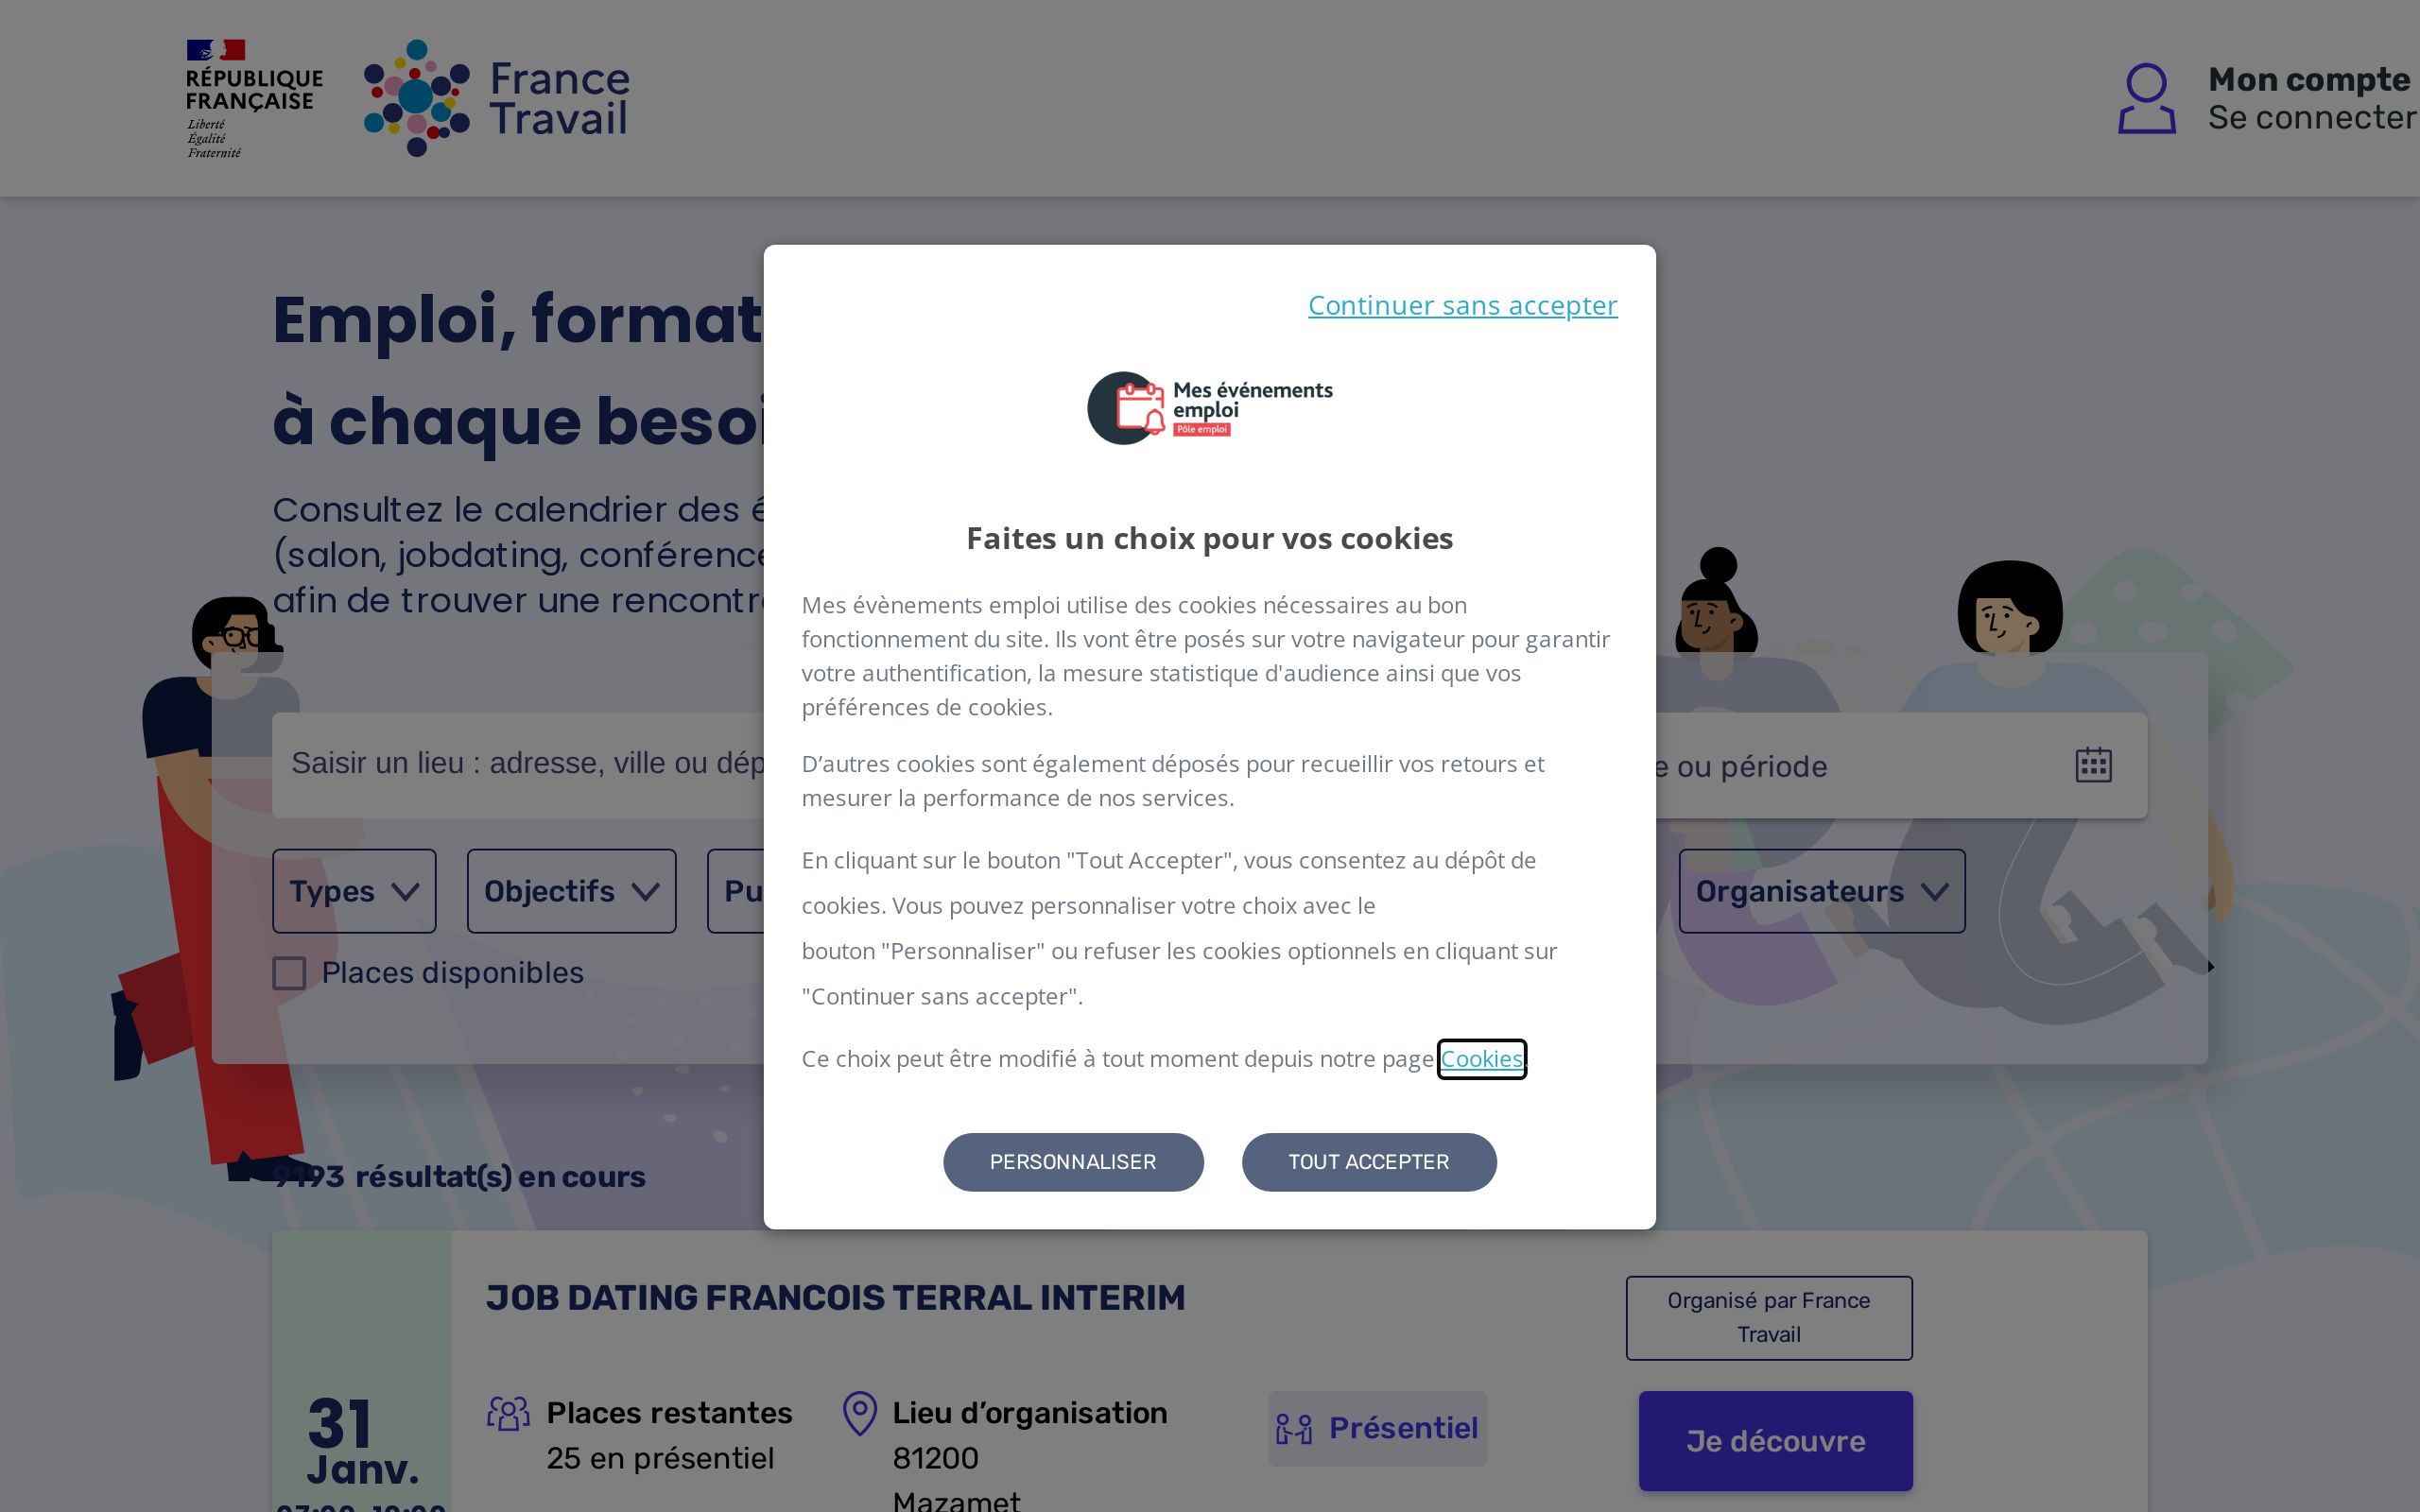 RÉPUBLIQUE
FRANÇAISE
Liberté
Égalité
Fraternité
France
Travail
Mon compte
Se connecter
Emploi, format
à chaque besoi
Consultez le calendrier des é
(salon, jobdating, conférence
afin de trouver une rencontr
Saisir un lieu : adresse, ville ou dép
e ou période
Types
Objectifs
Pu
Organisateurs
Places disponibles
Continuer sans accepter
Mes événements
emploi
Pôle emploi
Faites un choix pour vos cookies
Mes évènements emploi utilise des cookies nécessaires au bon
fonctionnement du site. Ils vont être posés sur votre navigateur pour garantir
votre authentification, la mesure statistique d'audience ainsi que vos
préférences de cookies.
D’autres cookies sont également déposés pour recueillir vos retours et
mesurer la performance de nos services.
En cliquant sur le bouton "Tout Accepter", vous consentez au dépôt de
cookies. Vous pouvez personnaliser votre choix avec le
bouton "Personnaliser" ou refuser les cookies optionnels en cliquant sur
"Continuer sans accepter".
Ce choix peut être modifié à tout moment depuis notre page Cookies
PERSONNALISER
TOUT ACCEPTER
9193 résultat(s) en cours
JOB DATING FRANCOIS TERRAL INTERIM
Organisé par France
Travail
31
Janv.
Places restantes
25 en présentiel
Lieu d’organisation
81200
Mazamet
Présentiel
Je découvre